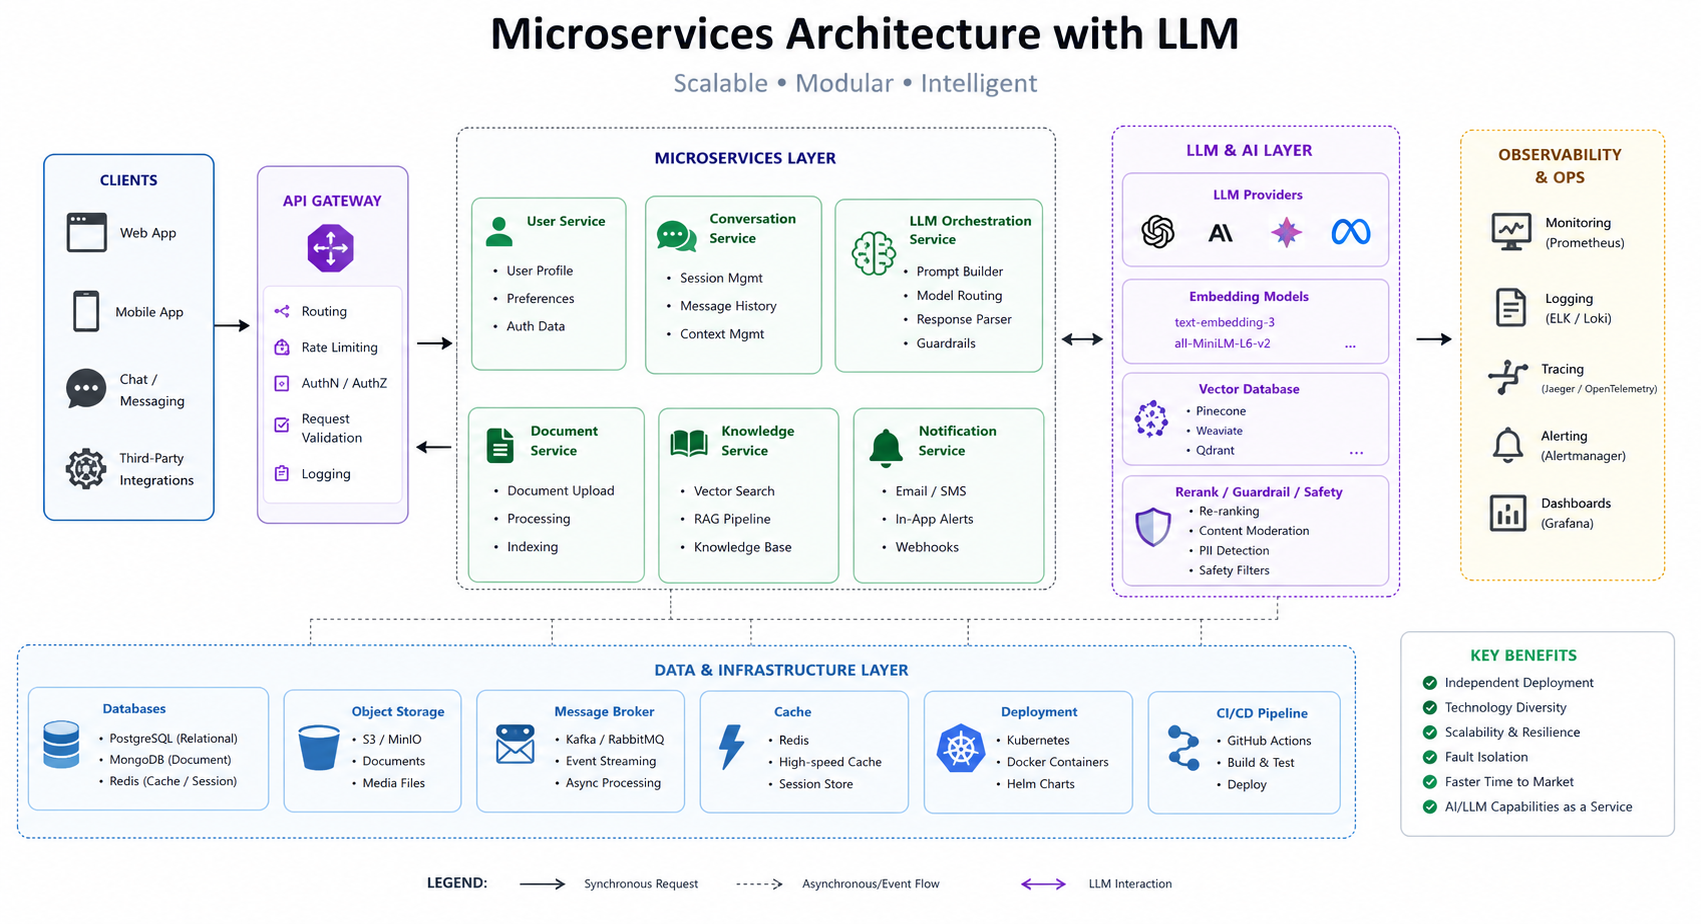 Microservices Architecture with LLM
Scalable • Modular • Intelligent
CLIENTS
Web App
Mobile App
Chat /
Messaging
Third-Party
Integrations
API GATEWAY
Routing
Rate Limiting
AuthN / AuthZ
Request
Validation
Logging
MICROSERVICES LAYER
User Service
• User Profile
• Preferences
• Auth Data
Conversation
Service
• Session Mgmt
• Message History
• Context Mgmt
LLM Orchestration
Service
• Prompt Builder
• Model Routing
• Response Parser
• Guardrails
Document
Service
• Document Upload
• Processing
• Indexing
Knowledge
Service
• Vector Search
• RAG Pipeline
• Knowledge Base
Notification
Service
• Email / SMS
• In-App Alerts
• Webhooks
LLM & AI LAYER
LLM Providers
Embedding Models
text-embedding-3
all-MiniLM-L6-v2 ...
Vector Database
• Pinecone
• Weaviate
• Qdrant ...
Rerank / Guardrail / Safety
• Re-ranking
• Content Moderation
• PII Detection
• Safety Filters
OBSERVABILITY
& OPS
Monitoring
(Prometheus)
Logging
(ELK / Loki)
Tracing
(Jaeger / OpenTelemetry)
Alerting
(Alertmanager)
Dashboards
(Grafana)
DATA & INFRASTRUCTURE LAYER
Databases
• PostgreSQL (Relational)
• MongoDB (Document)
• Redis (Cache / Session)
Object Storage
• S3 / MinIO
• Documents
• Media Files
Message Broker
• Kafka / RabbitMQ
• Event Streaming
• Async Processing
Cache
• Redis
• High-speed Cache
• Session Store
Deployment
• Kubernetes
• Docker Containers
• Helm Charts
CI/CD Pipeline
• GitHub Actions
• Build & Test
• Deploy
KEY BENEFITS
Independent Deployment
Technology Diversity
Scalability & Resilience
Fault Isolation
Faster Time to Market
AI/LLM Capabilities as a Service
LEGEND:
Synchronous Request
Asynchronous/Event Flow
LLM Interaction